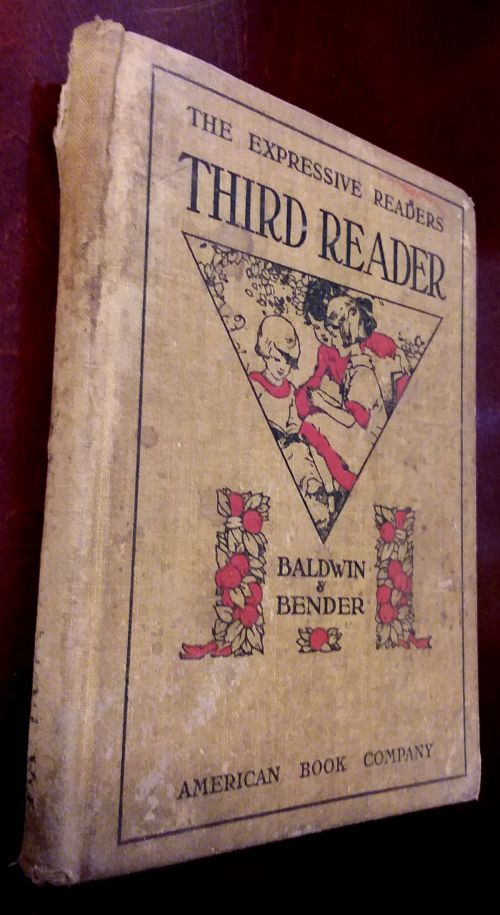 THE EXPRESSIVE READERS
THIRD READER
BALDWIN
&
BENDER
AMERICAN BOOK COMPANY